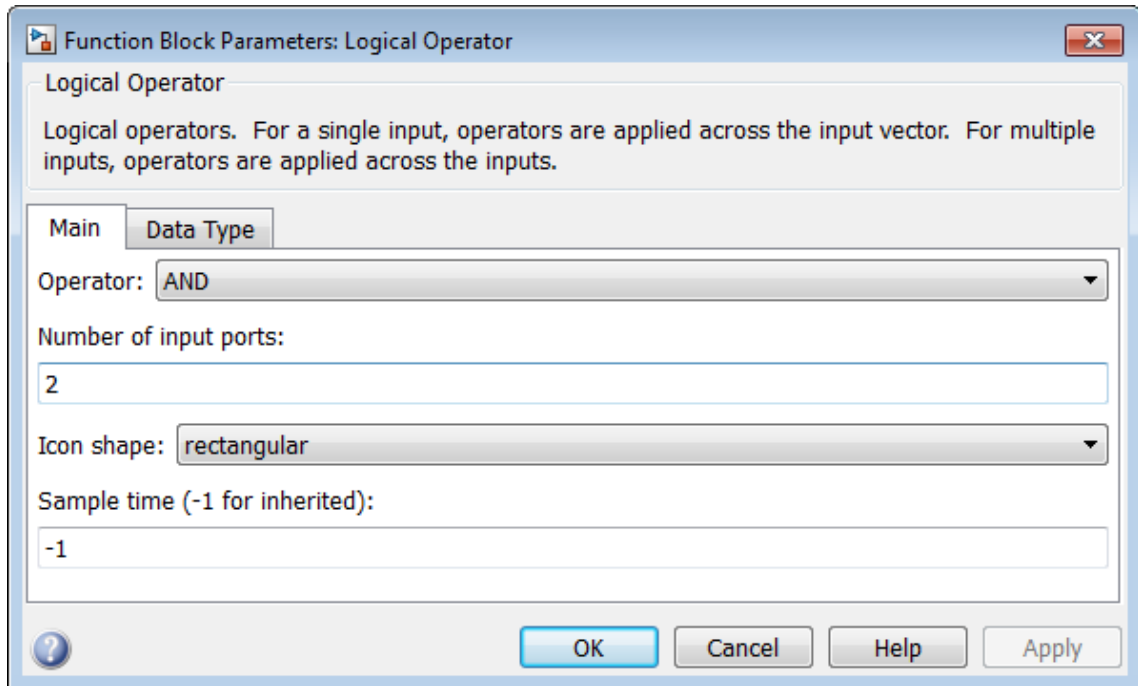 Function Block Parameters: Logical Operator
Logical Operator
Logical operators. For a single input, operators are applied across the input vector. For multiple
inputs, operators are applied across the inputs.
Main Data Type
Operator: AND
Number of input ports:
2
Icon shape: rectangular
Sample time (-1 for inherited):
-1
? OK Cancel Help Apply